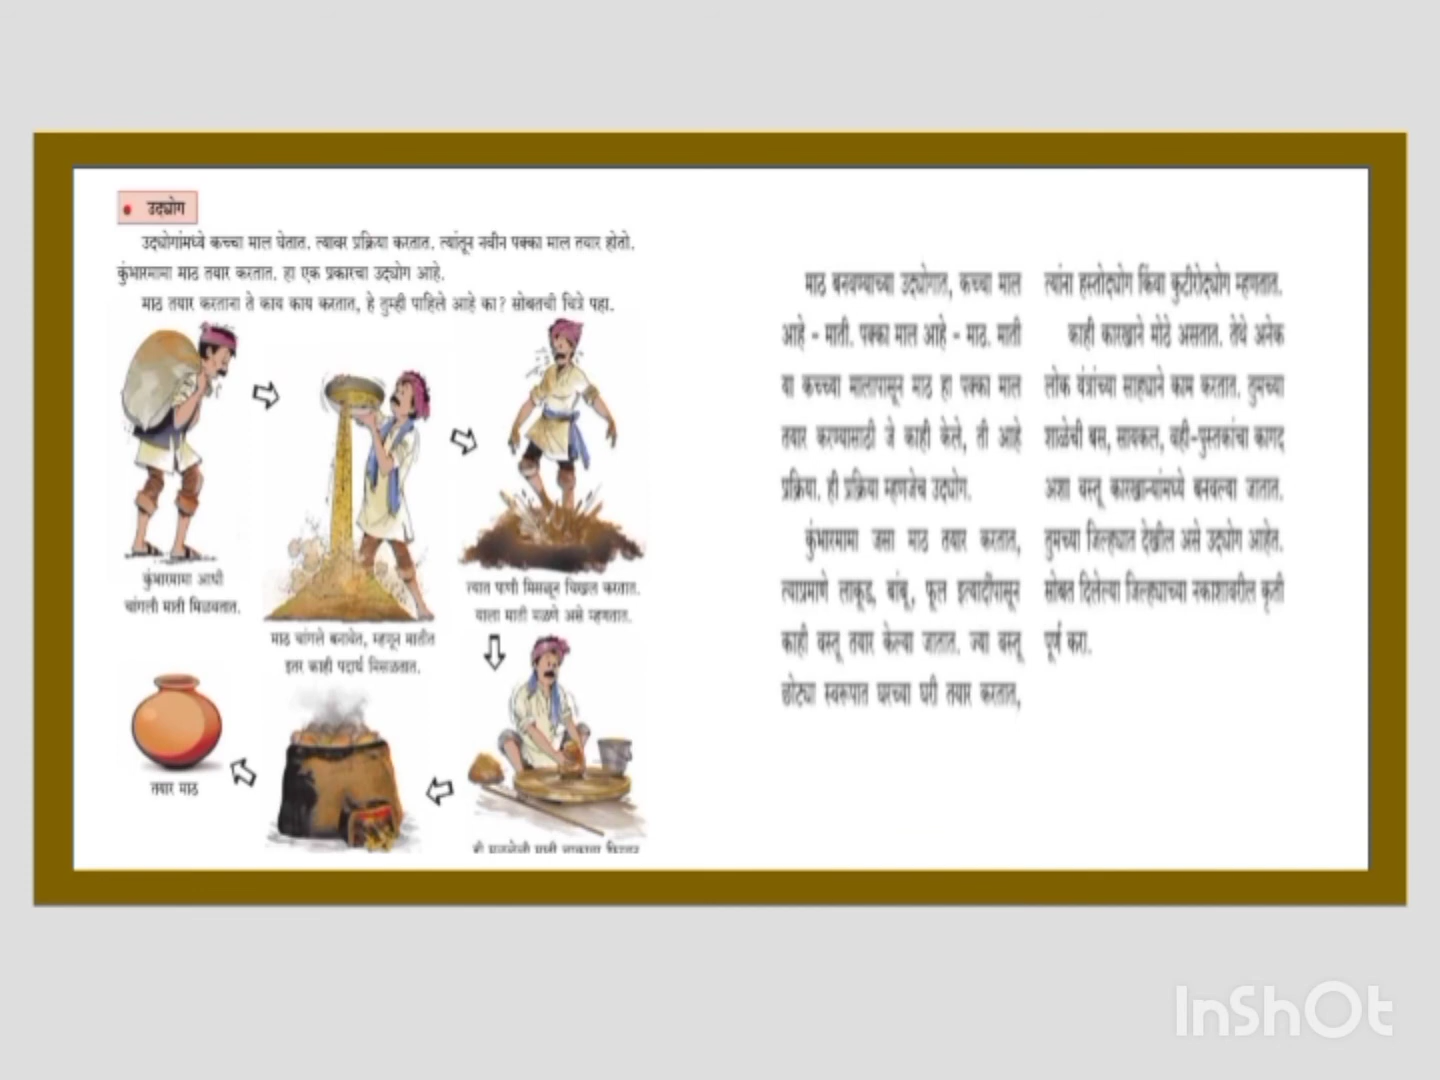 उद्योग
उद्योगांमध्ये कच्चा माल घेतात. त्यावर प्रक्रिया करतात. त्यांतून नवीन पक्का माल तयार होतो.
कुंभारमामा माठ तयार करतात. हा एक प्रकारचा उद्योग आहे.
माठ तयार करताना ते काय काय करतात, हे तुम्ही पाहिले आहे का? सोबतची चित्रे पहा.
कुंभारमामा आधी
चांगली माती मिळवतात.
माठ चांगले बनावेत, म्हणून मातीत
इतर काही पदार्थ मिसळतात.
त्यात पाणी मिसळून चिखल करतात.
याला माती मळणे असे म्हणतात.
तयार माठ
ही मळलेली माती चाकावर फिरवून
माठ बनवण्याच्या उद्योगात, कच्चा माल
आहे - माती. पक्का माल आहे - माठ. माती
या कच्च्या मालापासून माठ हा पक्का माल
तयार करण्यासाठी जे काही केले, ती आहे
प्रक्रिया. ही प्रक्रिया म्हणजेच उद्योग.
कुंभारमामा जसा माठ तयार करतात,
त्याप्रमाणे लाकूड, बांबू, फूल इत्यादींपासून
काही वस्तू तयार केल्या जातात. ज्या वस्तू
छोट्या स्वरूपात घरच्या घरी तयार करतात,
त्यांना हस्तोद्योग किंवा कुटीरोद्योग म्हणतात.
काही कारखाने मोठे असतात. तेथे अनेक
लोक यंत्रांच्या साह्याने काम करतात. तुमच्या
शाळेची बस, सायकल, वही-पुस्तकांचा कागद
अशा वस्तू कारखान्यांमध्ये बनवल्या जातात.
तुमच्या जिल्ह्यात देखील असे उद्योग आहेत.
सोबत दिलेल्या जिल्ह्याच्या नकाशावरील कृती
पूर्ण करा.
InShOt